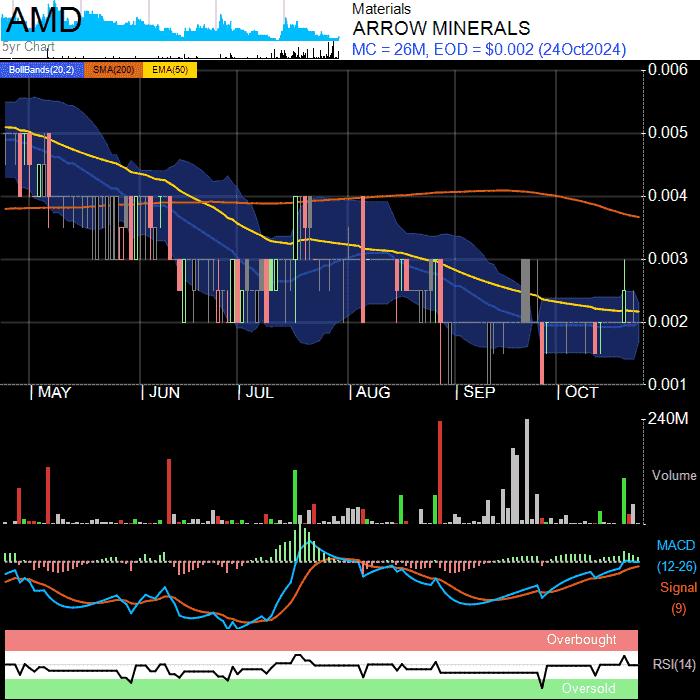 AMD
5yr Chart
Materials
ARROW MINERALS
MC = 26M, EOD = $0.002 (24Oct2024)
BollBands(20,2) SMA(200) EMA(50)
0.006
0.005
0.004
0.003
0.002
0.001
MAY JUN JUL AUG SEP OCT
240M
Volume
MACD
(12-26)
Signal
(9)
Overbought
RSI(14)
Oversold